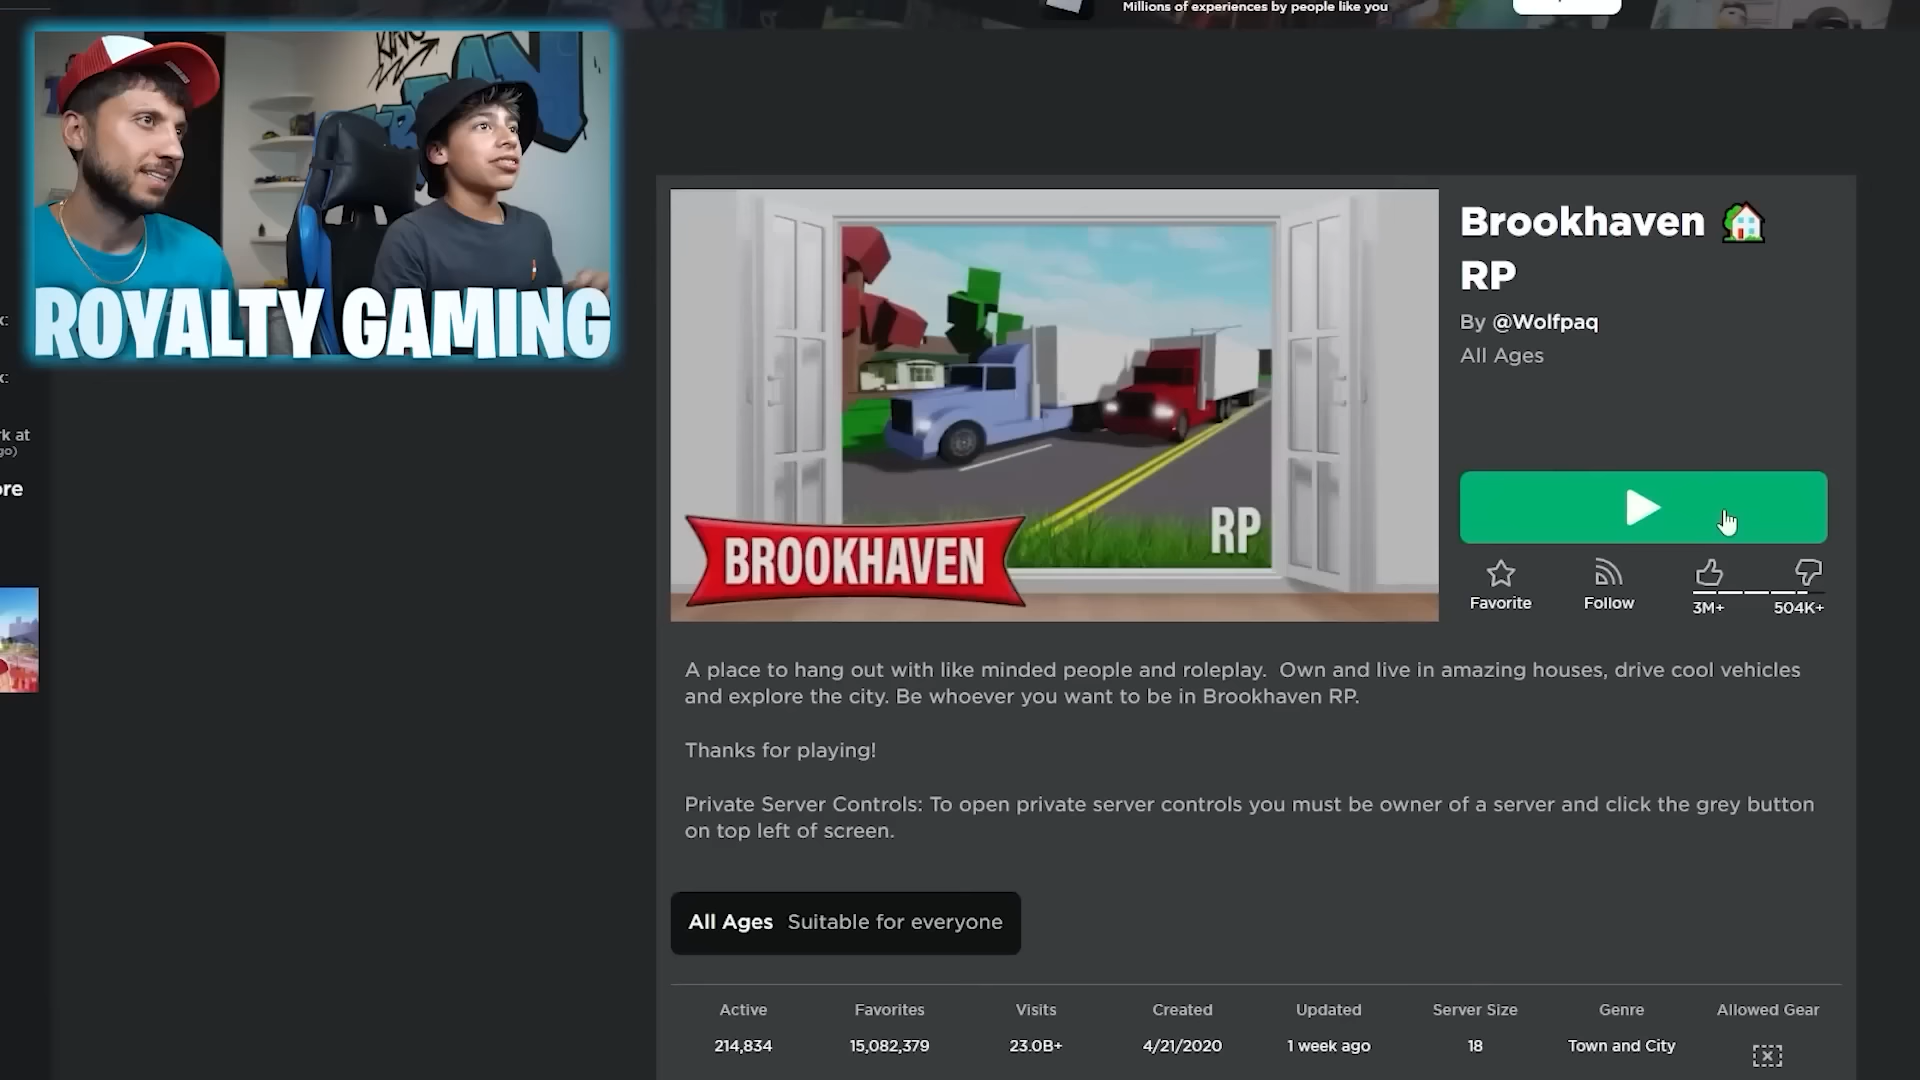 Millions of experiences by people like you
KING
ROYALTY GAMING
x:
x:
rk at
go)
ore
BROOKHAVEN
RP
Brookhaven 🏡
RP
By @Wolfpaq
All Ages
Favorite
Follow
3M+
504K+
A place to hang out with like minded people and roleplay. Own and live in amazing houses, drive cool vehicles
and explore the city. Be whoever you want to be in Brookhaven RP.
Thanks for playing!
Private Server Controls: To open private server controls you must be owner of a server and click the grey button
on top left of screen.
All Ages Suitable for everyone
Active Favorites Visits Created Updated Server Size Genre Allowed Gear
214,834 15,082,379 23.0B+ 4/21/2020 1 week ago 18 Town and City